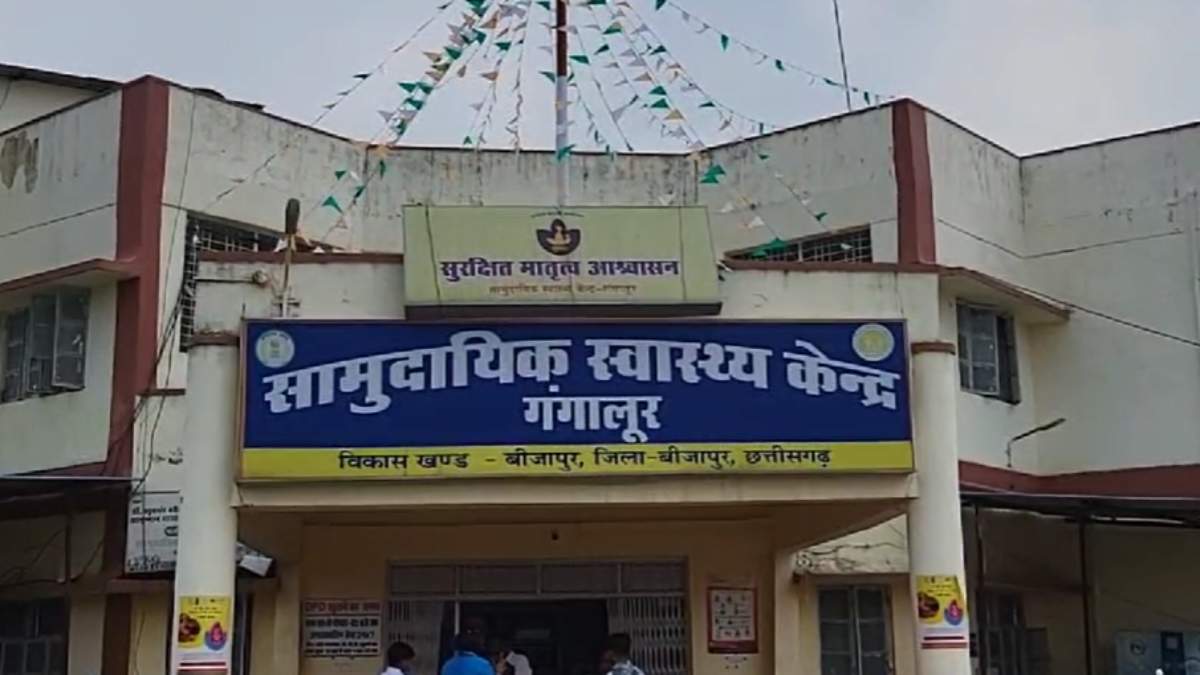 सुरक्षित मातृत्व आश्वासन
सामुदायिक स्वास्थ्य केन्द्र-गंगालूर
सामुदायिक स्वास्थ्य केन्द्र
गंगालूर
विकास खण्ड - बीजापुर, जिला-बीजापुर, छत्तीसगढ़